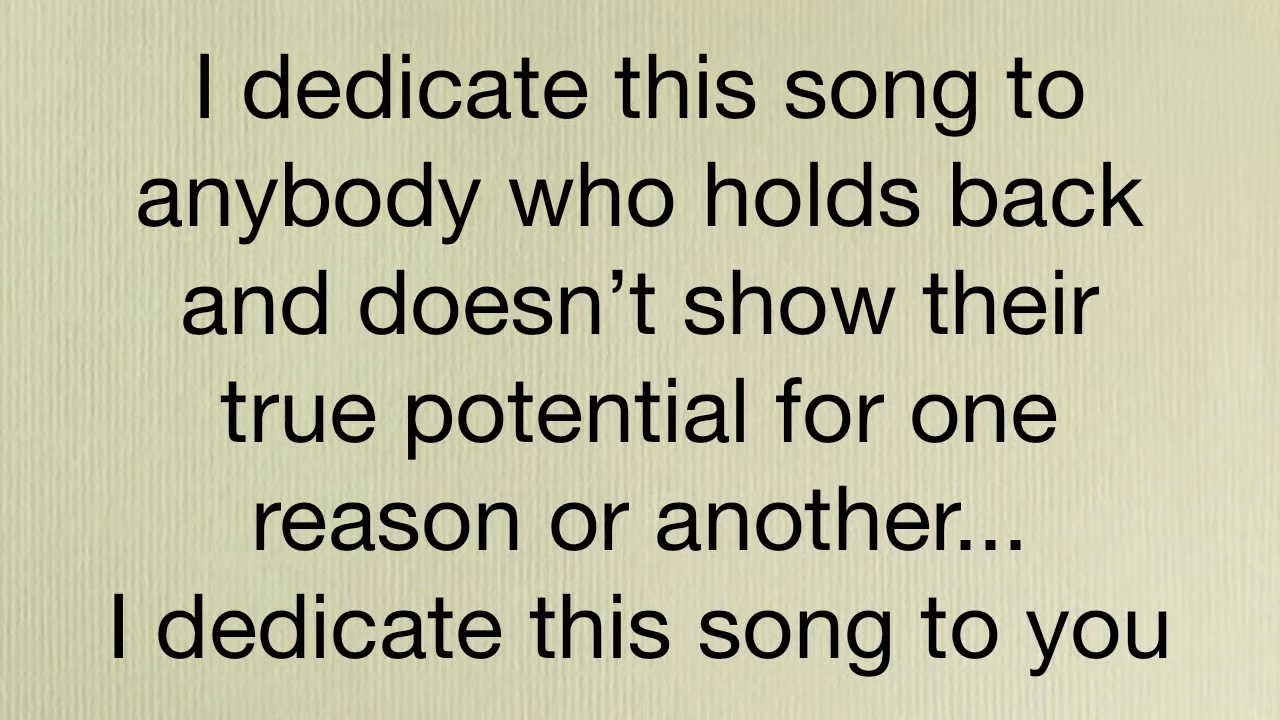 I dedicate this song to
anybody who holds back
and doesn’t show their
true potential for one
reason or another...
I dedicate this song to you